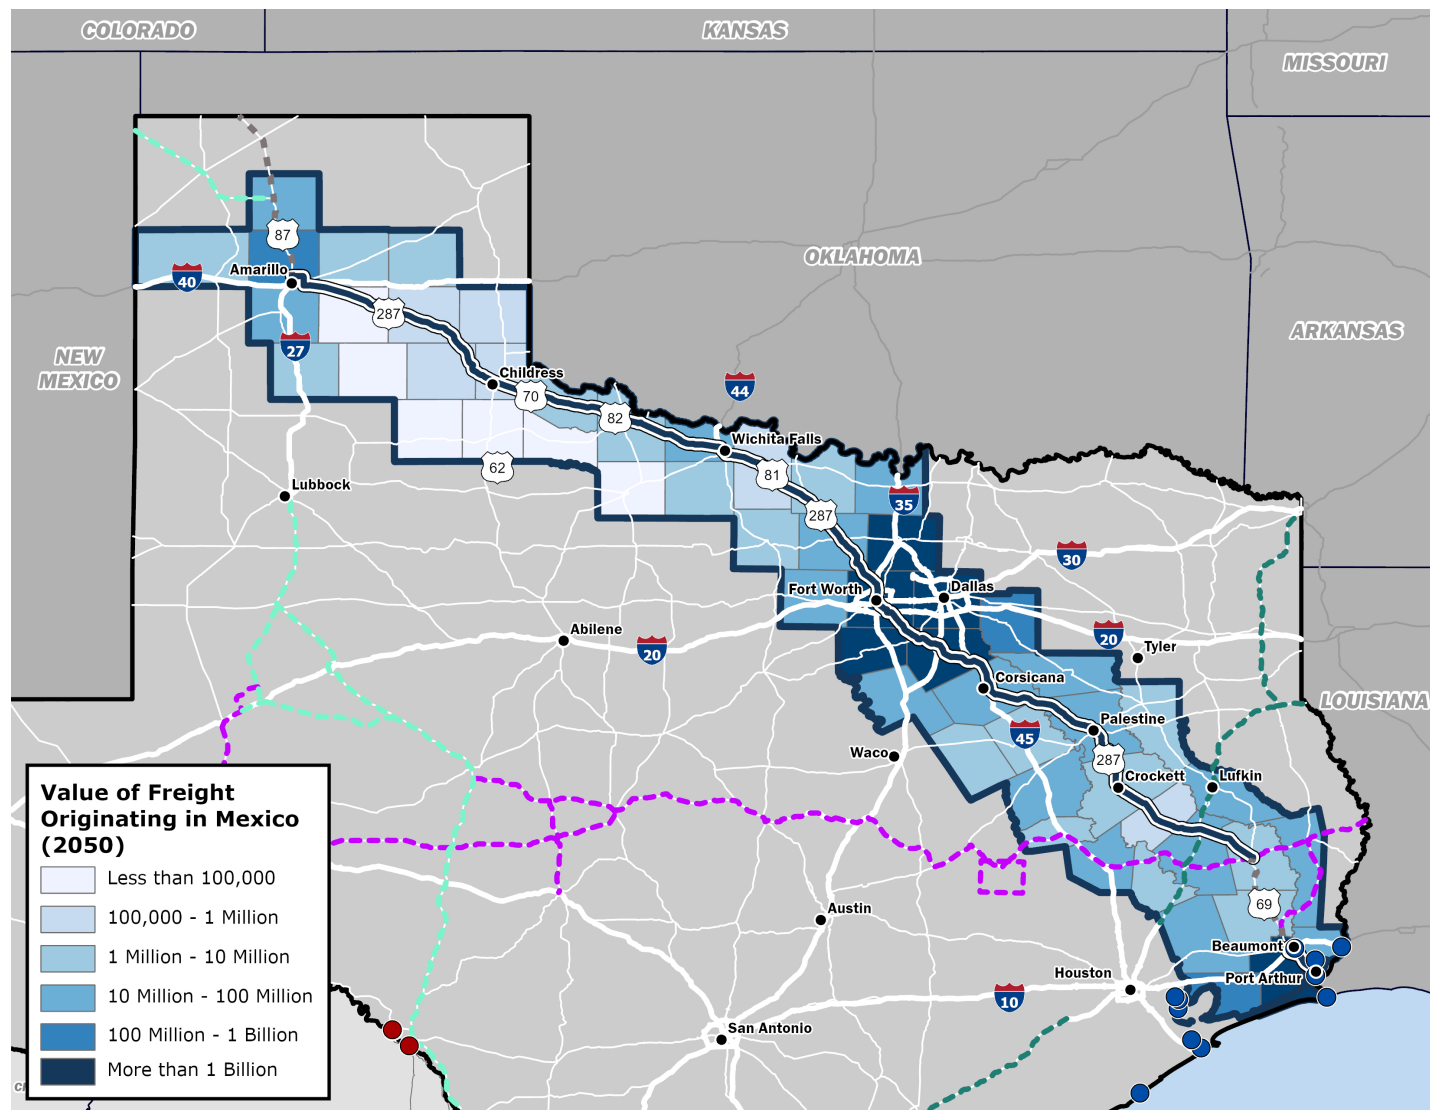 COLORADO
KANSAS
MISSOURI
87
OKLAHOMA
40
Amarillo
287
ARKANSAS
27
NEW
MEXICO
Childress
44
70
82
Wichita Falls
62
81
Lubbock
35
287
30
Fort Worth
Dallas
Abilene
20
20
Tyler
Corsicana
LOUISIANA
Palestine
45
Waco
287
Crockett
Lufkin
Value of Freight
Originating in Mexico
(2050)
Less than 100,000
100,000 - 1 Million
1 Million - 10 Million
10 Million - 100 Million
100 Million - 1 Billion
More than 1 Billion
69
Austin
Beaumont
Houston
Port Arthur
10
San Antonio